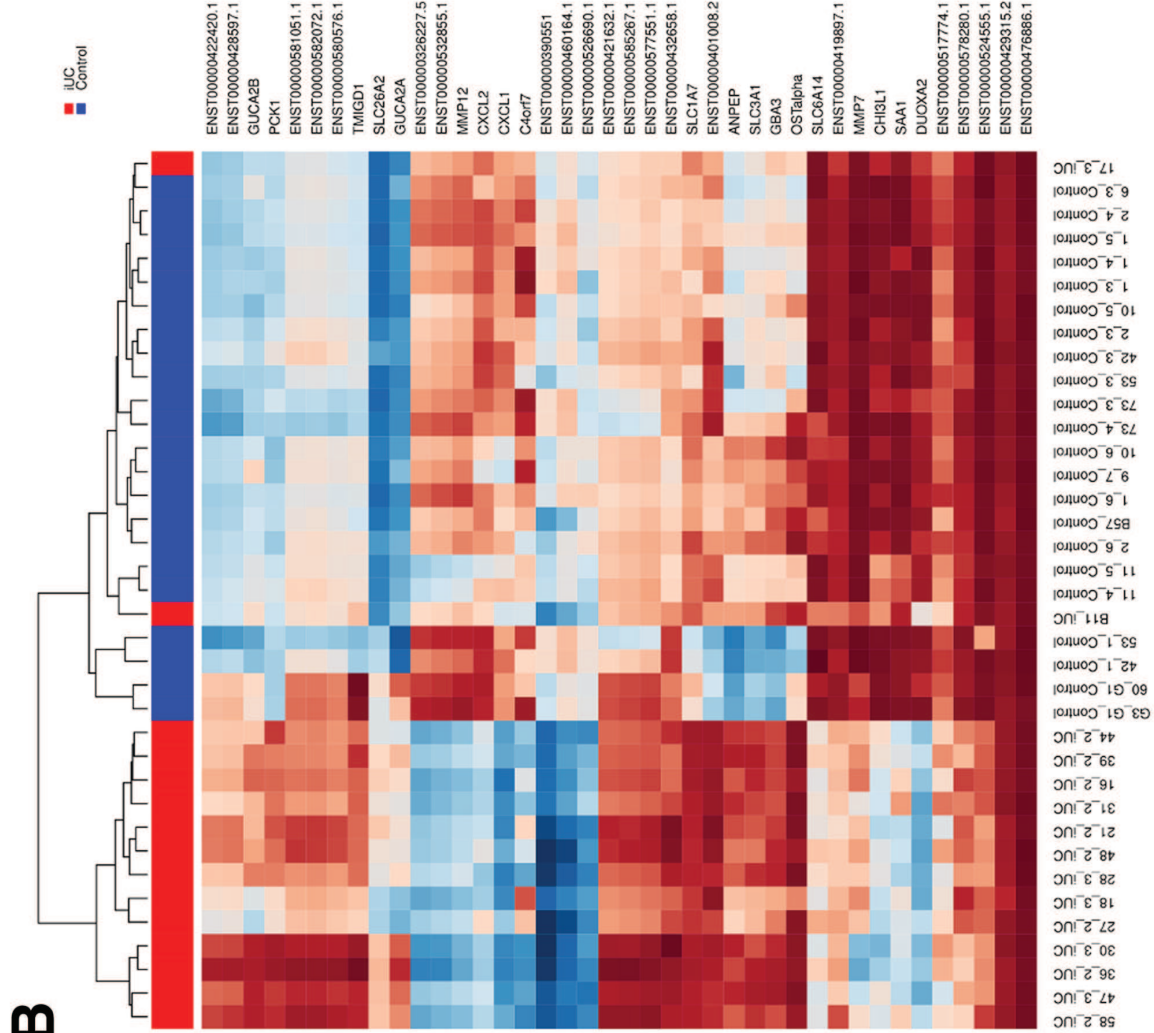 B
iUC
Control
ENST00000422420.1
ENST00000428597.1
GUCA2B
PCK1
ENST00000581051.1
ENST00000582072.1
ENST00000580576.1
TMIGD1
SLC26A2
GUCA2A
ENST00000326227.5
ENST00000532855.1
MMP12
CXCL2
CXCL1
C4orf7
ENST00000390551
ENST00000460164.1
ENST00000526690.1
ENST00000421632.1
ENST00000585267.1
ENST00000577551.1
ENST00000432658.1
SLC1A7
ENST00000401008.2
ANPEP
SLC3A1
GBA3
OSTalpha
SLC6A14
ENST00000419897.1
MMP7
CHI3L1
SAA1
DUOXA2
ENST00000517774.1
ENST00000578280.1
ENST00000524555.1
ENST00000429315.2
ENST00000476886.1
58_2_iUC
47_3_iUC
36_2_iUC
30_3_iUC
27_2_iUC
18_3_iUC
28_3_iUC
48_2_iUC
21_2_iUC
31_2_iUC
16_2_iUC
39_2_iUC
44_2_iUC
G3_G1_Control
60_G1_Control
42_1_Control
53_1_Control
B11_iUC
11_4_Control
11_5_Control
2_6_Control
B57_Control
1_6_Control
9_7_Control
10_6_Control
73_4_Control
73_3_Control
53_3_Control
42_3_Control
2_3_Control
10_5_Control
1_3_Control
1_4_Control
1_5_Control
2_4_Control
6_3_Control
17_3_iUC